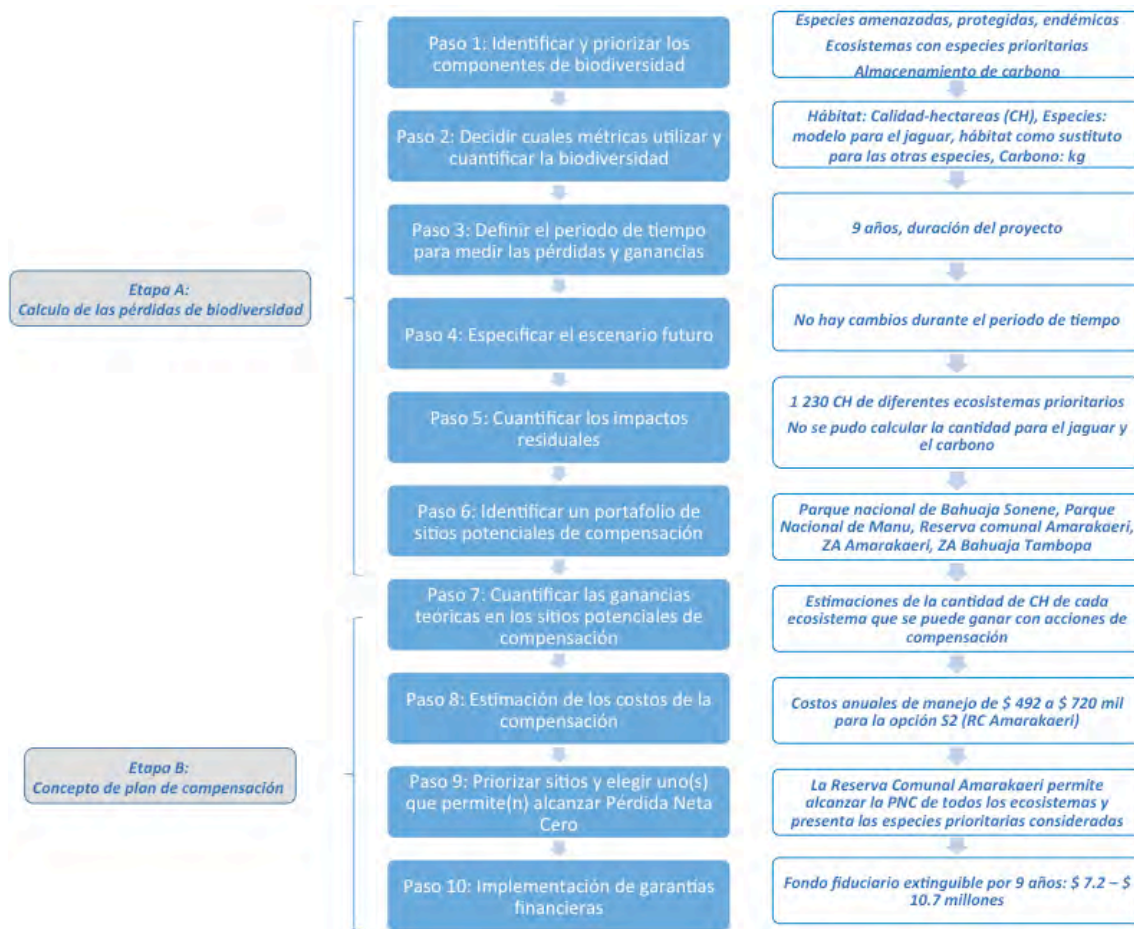 Paso 1: Identificar y priorizar los
componentes de biodiversidad
Especies amenazadas, protegidas, endémicas
Ecosistemas con especies prioritarias
Almacenamiento de carbono
Paso 2: Decidir cuales métricas utilizar y
cuantificar la biodiversidad
Hábitat: Calidad-hectareas (CH), Especies:
modelo para el jaguar, hábitat como sustituto
para las otras especies, Carbono: kg
Paso 3: Definir el periodo de tiempo
para medir las pérdidas y ganancias
9 años, duración del proyecto
Etapa A:
Calculo de las pérdidas de biodiversidad
Paso 4: Especificar el escenario futuro
No hay cambios durante el periodo de tiempo
Paso 5: Cuantificar los impactos
residuales
1 230 CH de diferentes ecosistemas prioritarios
No se pudo calcular la cantidad para el jaguar y
el carbono
Paso 6: Identificar un portafolio de
sitios potenciales de compensación
Parque nacional de Bahuaja Sonene, Parque
Nacional de Manu, Reserva comunal Amarakaeri,
ZA Amarakaeri, ZA Bahuaja Tambopa
Paso 7: Cuantificar las ganancias
teóricas en los sitios potenciales de
compensación
Estimaciones de la cantidad de CH de cada
ecosistema que se puede ganar con acciones de
compensación
Paso 8: Estimación de los costos de la
compensación
Costos anuales de manejo de $ 492 a $ 720 mil
para la opción S2 (RC Amarakaeri)
Etapa B:
Concepto de plan de compensación
Paso 9: Priorizar sitios y elegir uno(s)
que permite(n) alcanzar Pérdida Neta
Cero
La Reserva Comunal Amarakaeri permite
alcanzar la PNC de todos los ecosistemas y
presenta las especies prioritarias consideradas
Paso 10: Implementación de garantías
financieras
Fondo fiduciario extinguible por 9 años: $ 7.2 – $
10.7 millones